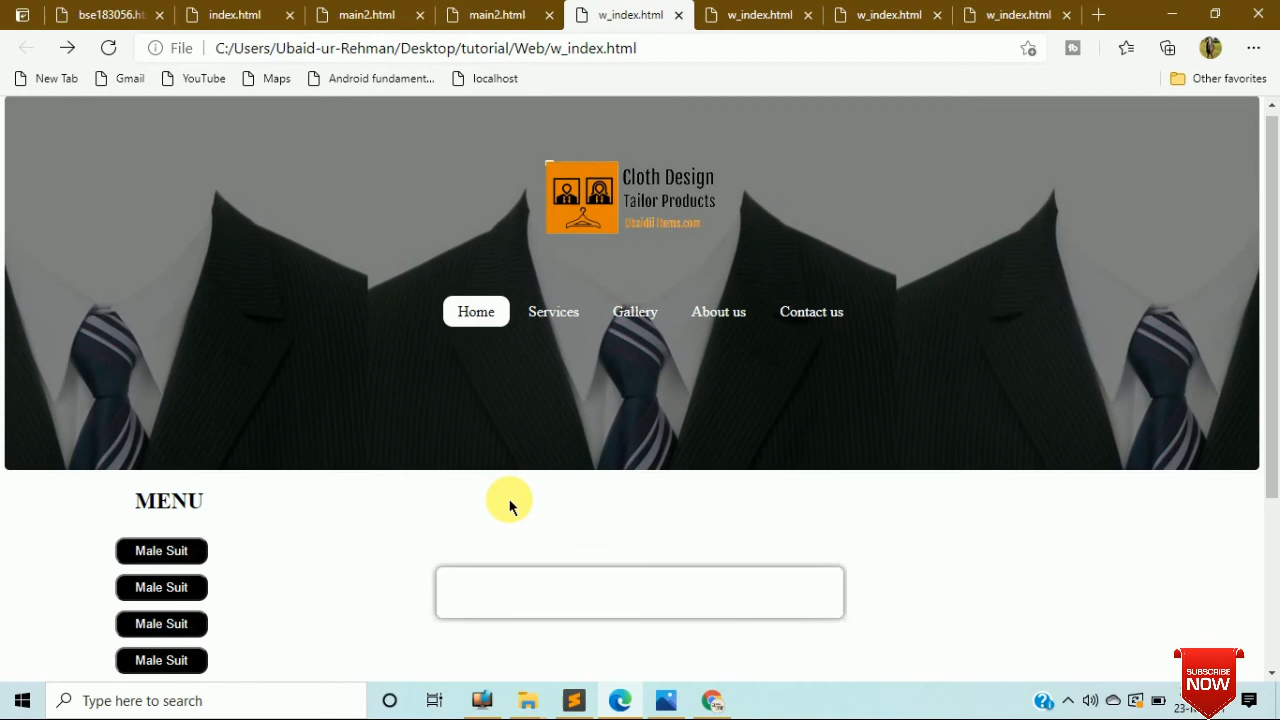 bse183056.h
index.html
main2.html
main2.html
w_index.html
w_index.html
w_index.html
w_index.html
File
C:/Users/Ubaid-ur-Rehman/Desktop/tutorial/Web/w_index.html
New Tab
Gmail
YouTube
Maps
Android fundament...
localhost
Other favorites
Cloth Design
Tailor Products
Ubaidii Items.com
Home
Services
Gallery
About us
Contact us
MENU
Male Suit
Male Suit
Male Suit
Male Suit
SUBSCRIBE
NOW
Type here to search